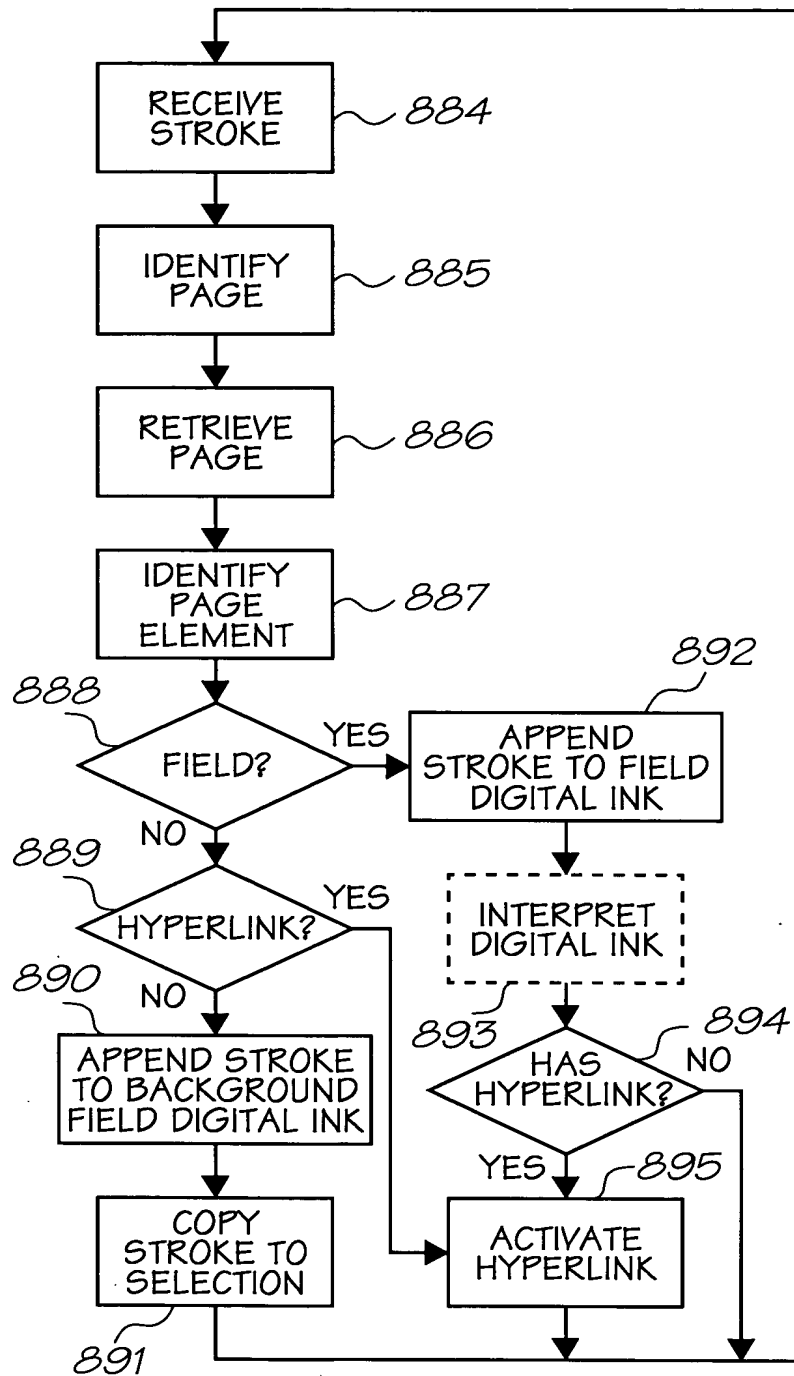 RECEIVE
STROKE
884
IDENTIFY
PAGE
885
RETRIEVE
PAGE
886
IDENTIFY
PAGE
ELEMENT
887
888
FIELD?
YES
NO
892
APPEND
STROKE TO FIELD
DIGITAL INK
889
HYPERLINK?
YES
NO
INTERPRET
DIGITAL INK
893
890
APPEND STROKE
TO BACKGROUND
FIELD DIGITAL INK
894
HAS
HYPERLINK?
NO
YES
895
COPY
STROKE TO
SELECTION
891
ACTIVATE
HYPERLINK